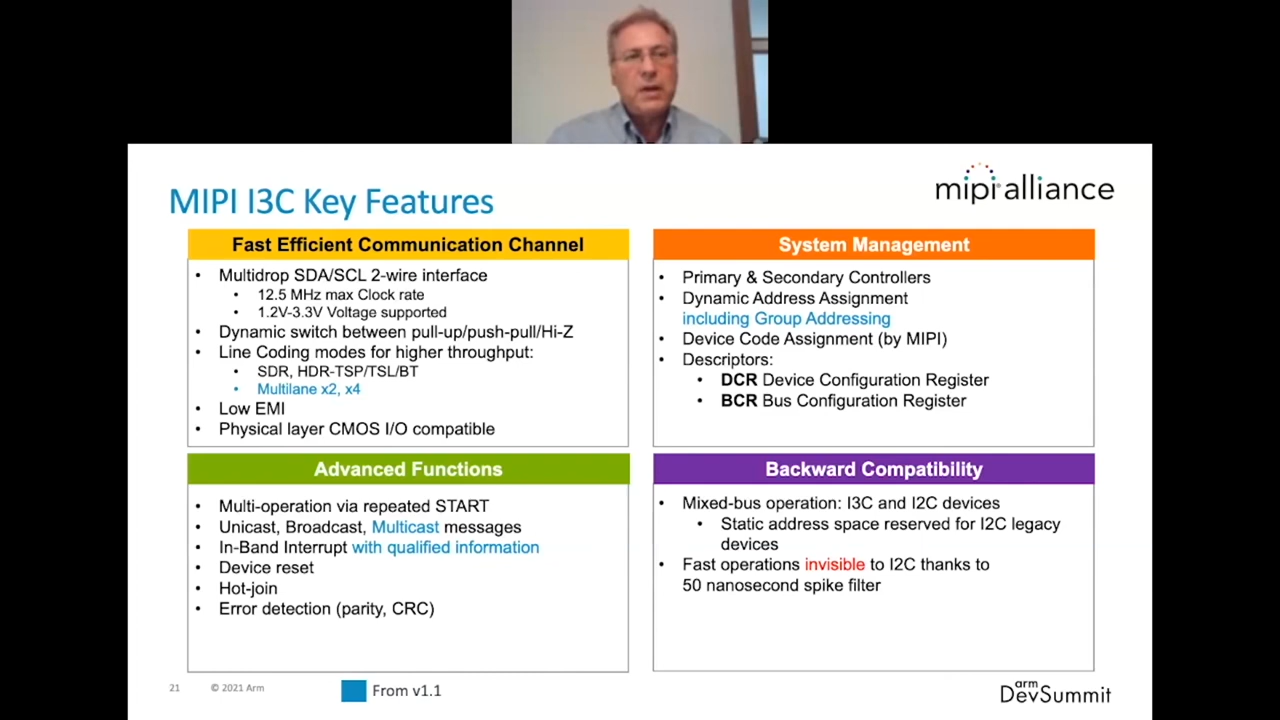 MIPI I3C Key Features
mipi alliance
Fast Efficient Communication Channel
• Multidrop SDA/SCL 2-wire interface
• 12.5 MHz max Clock rate
• 1.2V-3.3V Voltage supported
• Dynamic switch between pull-up/push-pull/Hi-Z
• Line Coding modes for higher throughput:
• SDR, HDR-TSP/TSL/BT
• Multilane x2, x4
• Low EMI
• Physical layer CMOS I/O compatible
System Management
• Primary & Secondary Controllers
• Dynamic Address Assignment
including Group Addressing
• Device Code Assignment (by MIPI)
• Descriptors:
• DCR Device Configuration Register
• BCR Bus Configuration Register
Advanced Functions
• Multi-operation via repeated START
• Unicast, Broadcast, Multicast messages
• In-Band Interrupt with qualified information
• Device reset
• Hot-join
• Error detection (parity, CRC)
Backward Compatibility
• Mixed-bus operation: I3C and I2C devices
• Static address space reserved for I2C legacy
devices
• Fast operations invisible to I2C thanks to
50 nanosecond spike filter
21 © 2021 Arm
From v1.1
arm
DevSummit